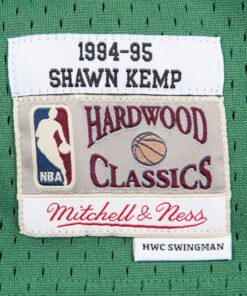 1994-95
SHAWN KEMP
HARDWOOD
NBA
CLASSICS
Mitchell & Ness
HWC SWINGMAN